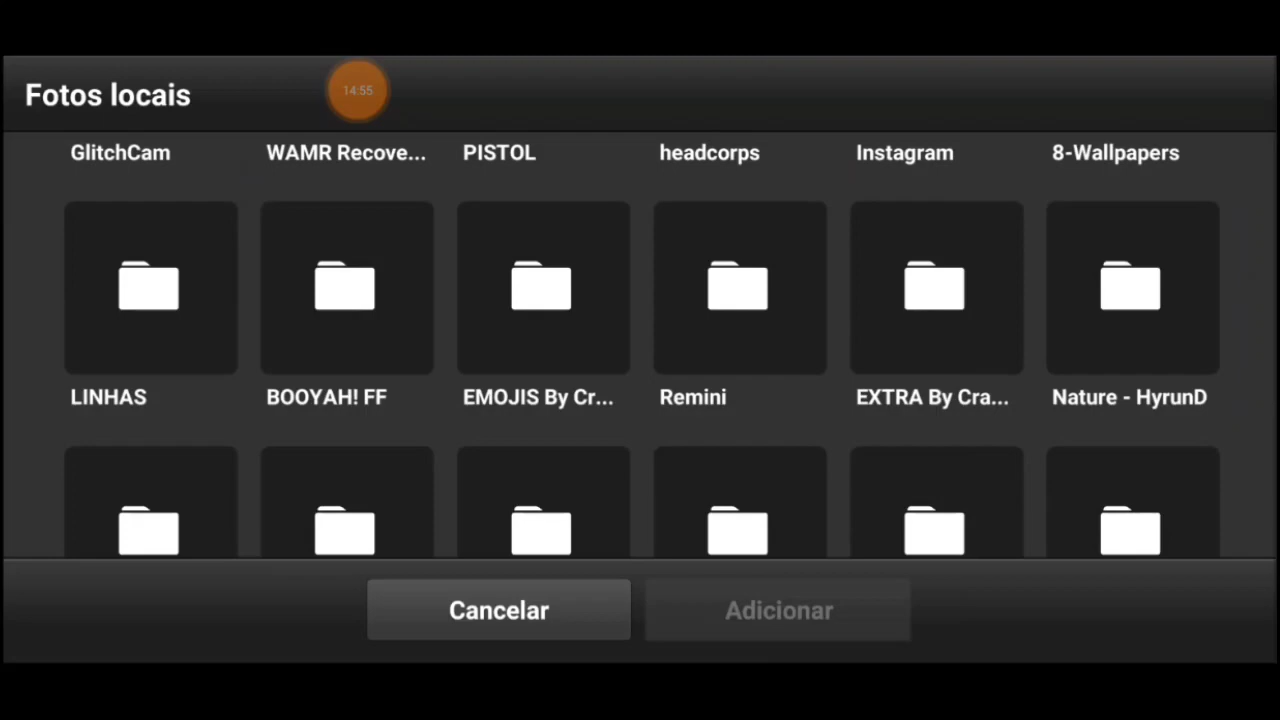 Fotos locais
14:55
GlitchCam WAMR Recove... PISTOL headcorps Instagram 8-Wallpapers
LINHAS BOOYAH! FF EMOJIS By Cr... Remini EXTRA By Cra... Nature - HyrunD
Cancelar Adicionar